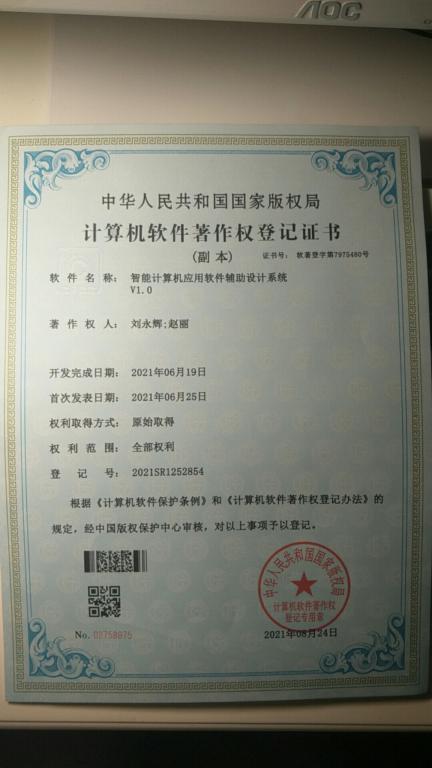 AOC
中华人民共和国国家版权局
计算机软件著作权登记证书
(副本)
证书号: 软著登字第7975480号
软件名称: 智能计算机应用软件辅助设计系统
V1.0
著作权人: 刘永辉;赵丽
开发完成日期: 2021年06月19日
首次发表日期: 2021年06月25日
权利取得方式: 原始取得
权利范围: 全部权利
登记号: 2021SR1252854
根据《计算机软件保护条例》和《计算机软件著作权登记办法》的
规定,经中国版权保护中心审核,对以上事项予以登记。
中华人民共和国国家版权局
计算机软件著作权
登记专用章
No. 08758975
2021年08月24日